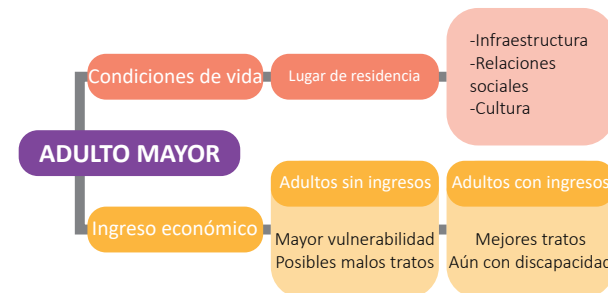 ADULTO MAYOR
Condiciones de vida
Lugar de residencia
-Infraestructura
-Relaciones
sociales
-Cultura
Ingreso económico
Adultos sin ingresos
Mayor vulnerabilidad
Posibles malos tratos
Adultos con ingresos
Mejores tratos
Aún con discapacidad